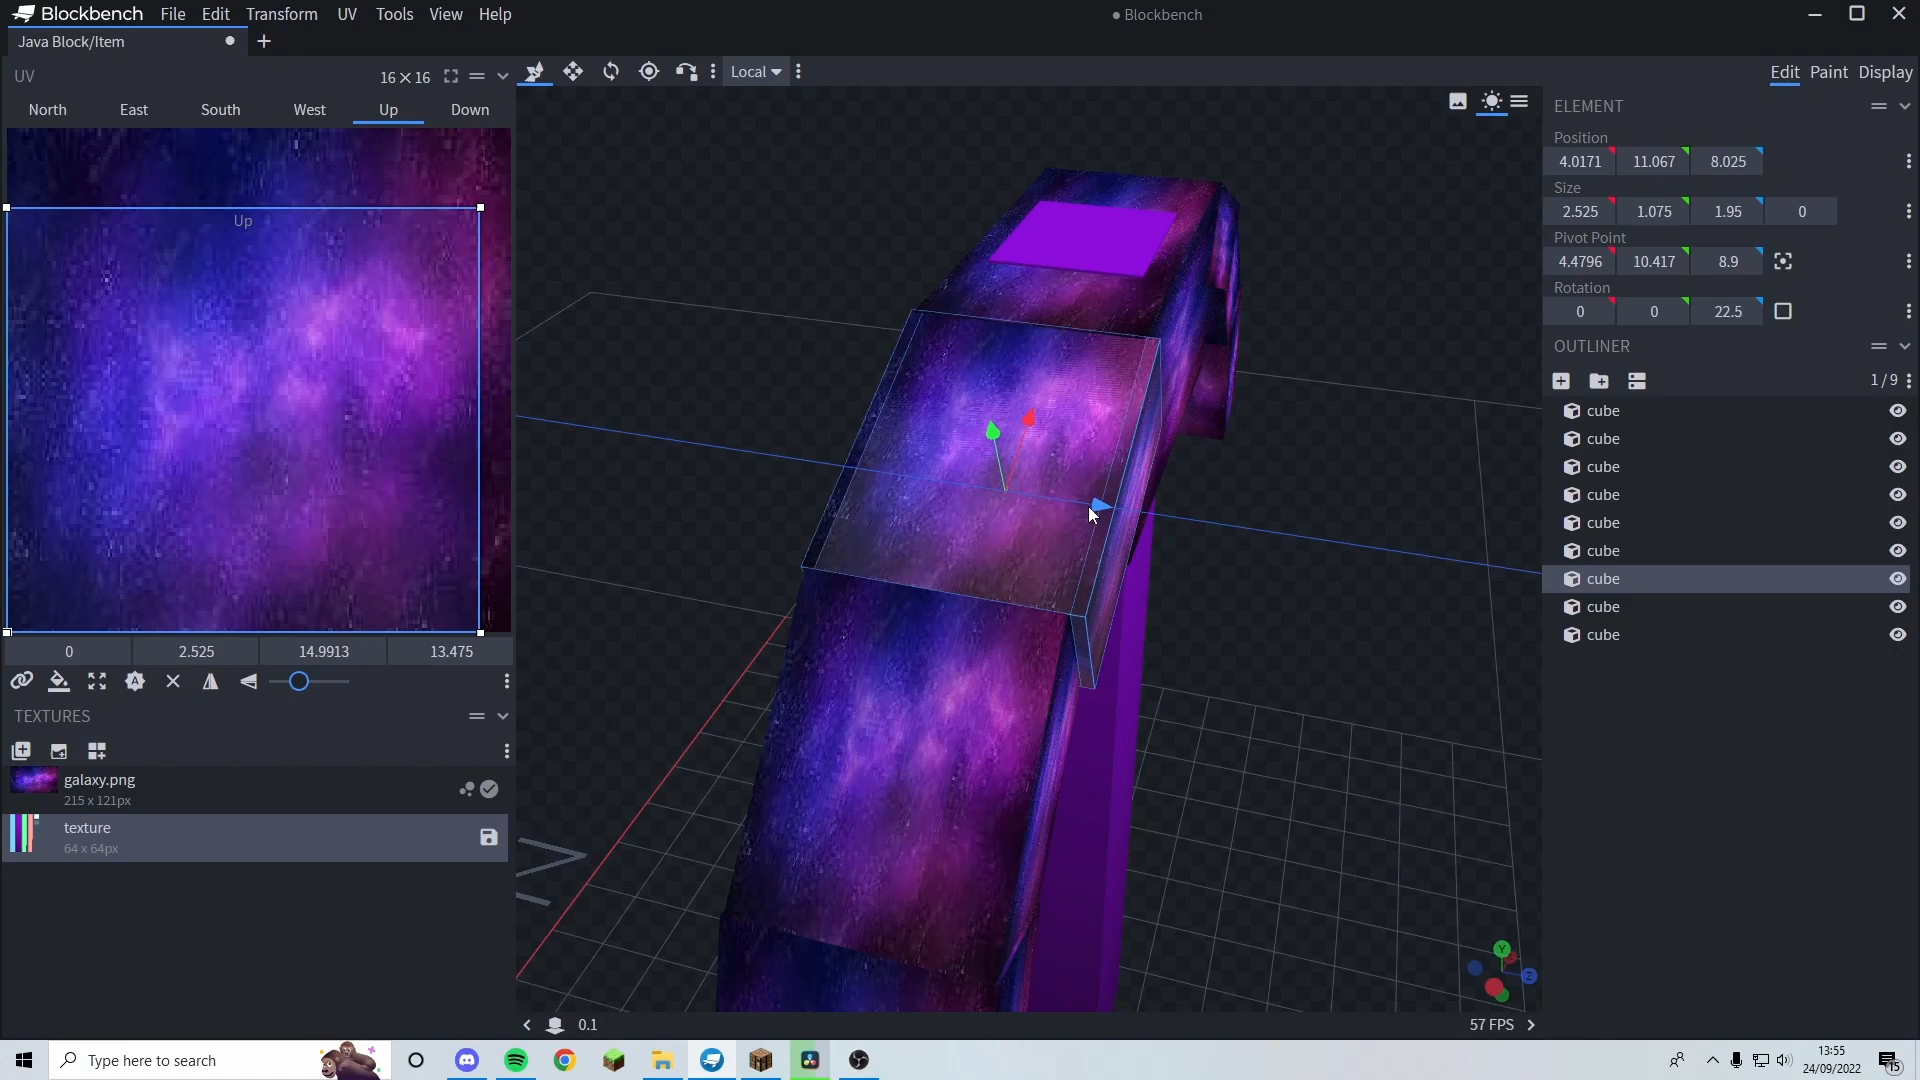 Blockbench File Edit Transform UV Tools View Help
Blockbench
Java Block/Item
UV
16 × 16
Local
Edit Paint Display
North East South West Up Down
Up
0 2.525 14.9913 13.475
TEXTURES
galaxy.png
215 x 121px
texture
64 x 64px
Y
Z
0.1
57 FPS
ELEMENT
Position
4.0171 11.067 8.025
Size
2.525 1.075 1.95 0
Pivot Point
4.4796 10.417 8.9
Rotation
0 0 22.5
OUTLINER
1 / 9
cube
cube
cube
cube
cube
cube
cube
cube
cube
Type here to search
13:55
24/09/2022
15